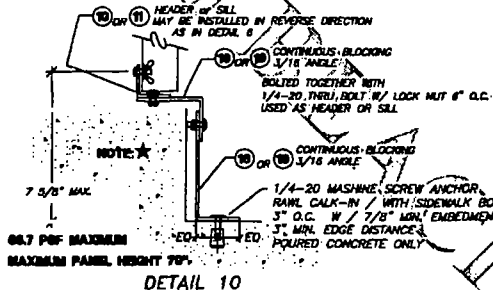 10 OR 11 HEADER or SILL
MAY BE INSTALLED IN REVERSE DIRECTION
AS IN DETAIL 6
OR CONTINUOUS BLOCKING
3/16 ANGLE
BOLTED TOGETHER WITH
1/4-20 THRU BOLT W/ LOCK NUT 6" O.C.
USED AS HEADER OR SILL
NOTE: ★
OR CONTINUOUS BLOCKING
3/16 ANGLE
7 5/8" MAX.
1/4-20 MASHINE SCREW ANCHOR
RAWL CALK-IN / WITH SIDEWALK BO
3" O.C. W / 7/8" MIN. EMBEDMEN
3" MIN. EDGE DISTANCE
POURED CONCRETE ONLY
EQ EQ
66.7 PSF MAXIMUM
MAXIMUM PANEL HEIGHT 79".
DETAIL 10